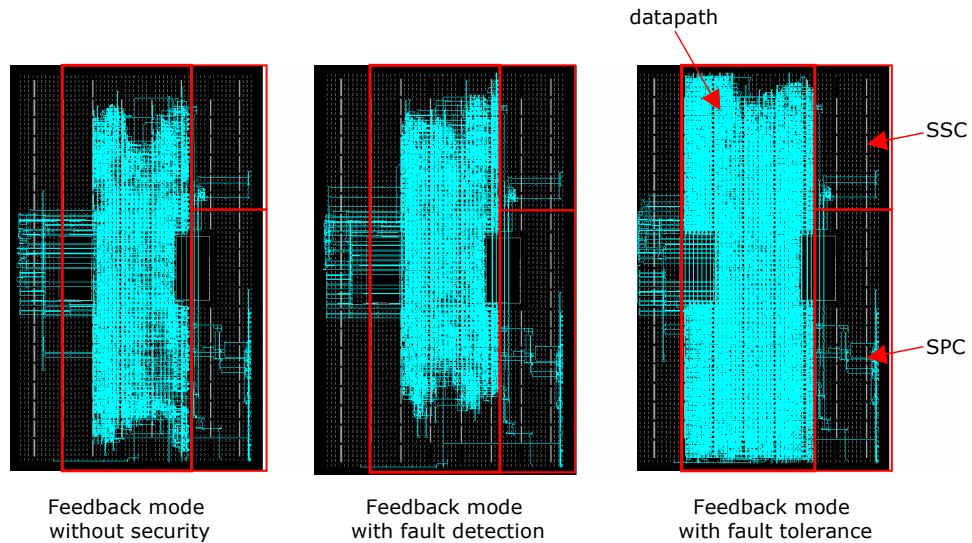 datapath
SSC
SPC
Feedback mode
without security
Feedback mode
with fault detection
Feedback mode
with fault tolerance